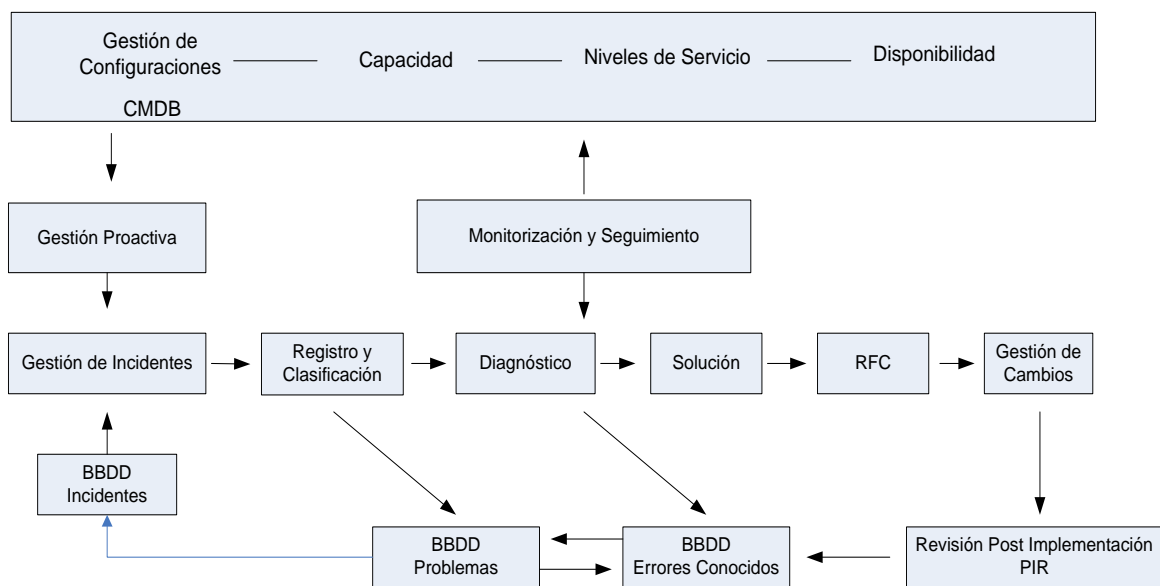 Gestión de
Configuraciones
CMDB
Capacidad
Niveles de Servicio
Disponibilidad
Gestión Proactiva
Monitorización y Seguimiento
Gestión de Incidentes
Registro y
Clasificación
Diagnóstico
Solución
RFC
Gestión de
Cambios
BBDD
Incidentes
BBDD
Problemas
BBDD
Errores Conocidos
Revisión Post Implementación
PIR